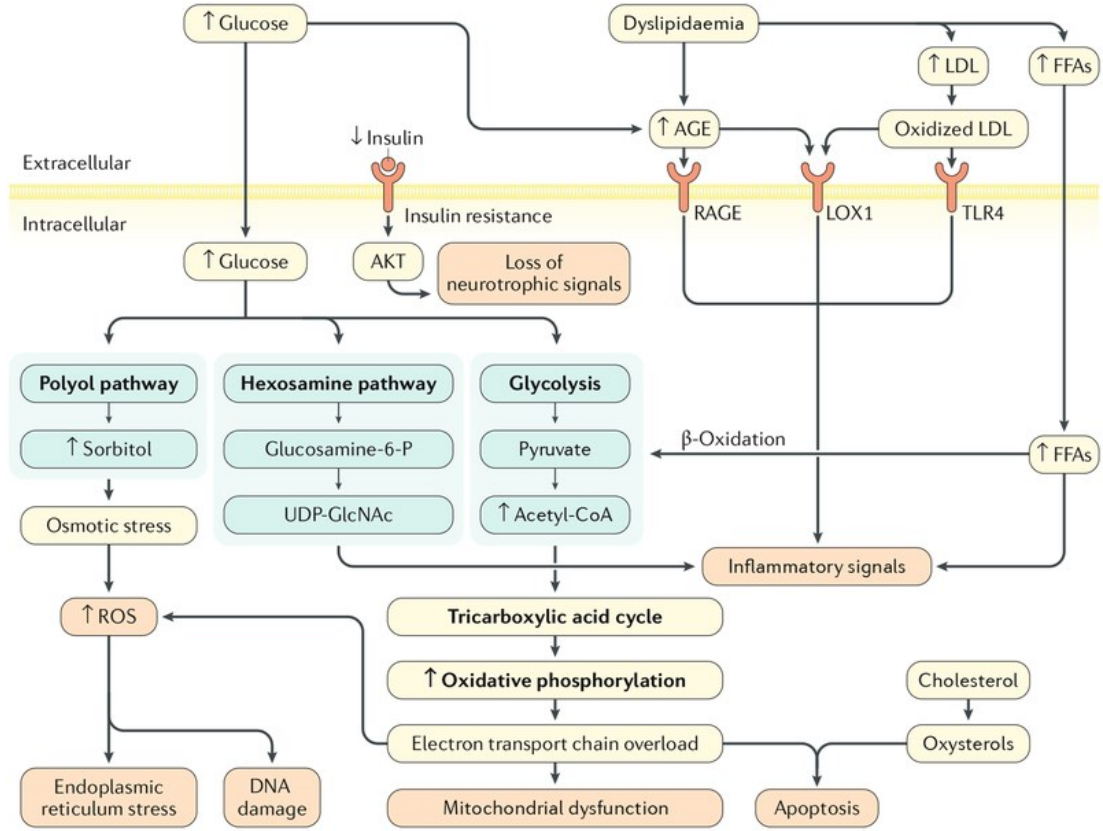 ↑ Glucose
Dyslipidaemia
↑ LDL
↑ FFAs
↑ AGE
Oxidized LDL
↓ Insulin
Extracellular
Intracellular
Insulin resistance
RAGE
LOX1
TLR4
↑ Glucose
AKT
Loss of
neurotrophic signals
Polyol pathway
Hexosamine pathway
Glycolysis
↑ Sorbitol
Glucosamine-6-P
Pyruvate
β-Oxidation
↑ FFAs
UDP-GlcNAc
↑ Acetyl-CoA
Osmotic stress
Inflammatory signals
↑ ROS
Tricarboxylic acid cycle
↑ Oxidative phosphorylation
Cholesterol
Electron transport chain overload
Oxysterols
Endoplasmic
reticulum stress
DNA
damage
Mitochondrial dysfunction
Apoptosis